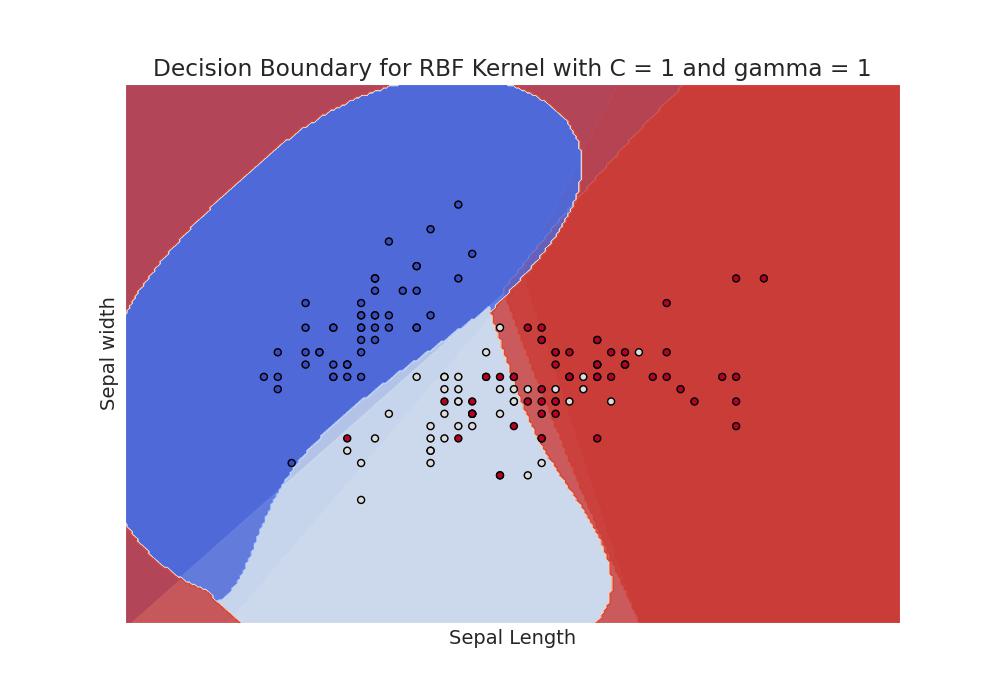 Decision Boundary for RBF Kernel with C = 1 and gamma = 1
Sepal width
Sepal Length